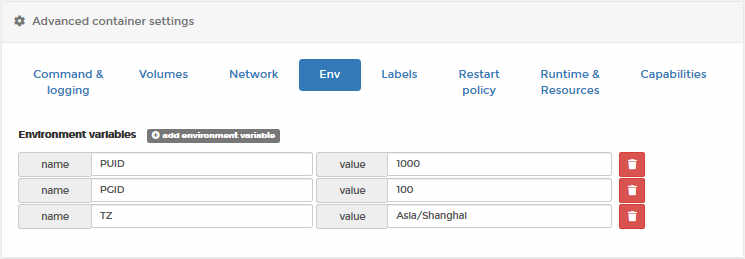 Advanced container settings
Command & logging Volumes Network Env Labels Restart policy Runtime & Resources Capabilities
Environment variables add environment variable
name PUID value 1000
name PGID value 100
name TZ value Asia/Shanghai